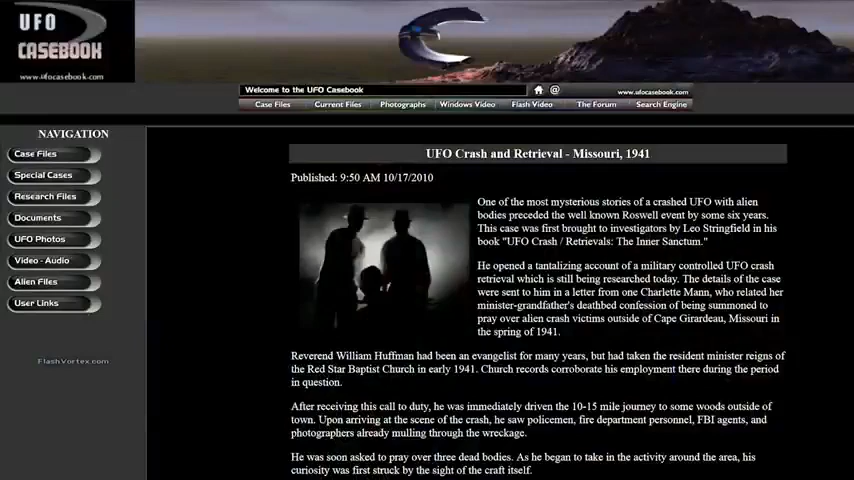 UFO
CASEBOOK
www.ufocasebook.com
Welcome to the UFO Casebook
@
www.ufocasebook.com
Case Files
Current Files
Photographs
Windows Video
Flash Video
The Forum
Search Engine
NAVIGATION
Case Files
Special Cases
Research Files
Documents
UFO Photos
Video - Audio
Alien Files
User Links
FlashVortex.com
UFO Crash and Retrieval - Missouri, 1941
Published: 9:50 AM 10/17/2010
One of the most mysterious stories of a crashed UFO with alien
bodies preceded the well known Roswell event by some six years.
This case was first brought to investigators by Leo Stringfield in his
book "UFO Crash / Retrievals: The Inner Sanctum."
He opened a tantalizing account of a military controlled UFO crash
retrieval which is still being researched today. The details of the case
were sent to him in a letter from one Charlette Mann, who related her
minister-grandfather's deathbed confession of being summoned to
pray over alien crash victims outside of Cape Girardeau, Missouri in
the spring of 1941.
Reverend William Huffman had been an evangelist for many years, but had taken the resident minister reigns of
the Red Star Baptist Church in early 1941. Church records corroborate his employment there during the period
in question.
After receiving this call to duty, he was immediately driven the 10-15 mile journey to some woods outside of
town. Upon arriving at the scene of the crash, he saw policemen, fire department personnel, FBI agents, and
photographers already mulling through the wreckage.
He was soon asked to pray over three dead bodies. As he began to take in the activity around the area, his
curiosity was first struck by the sight of the craft itself.